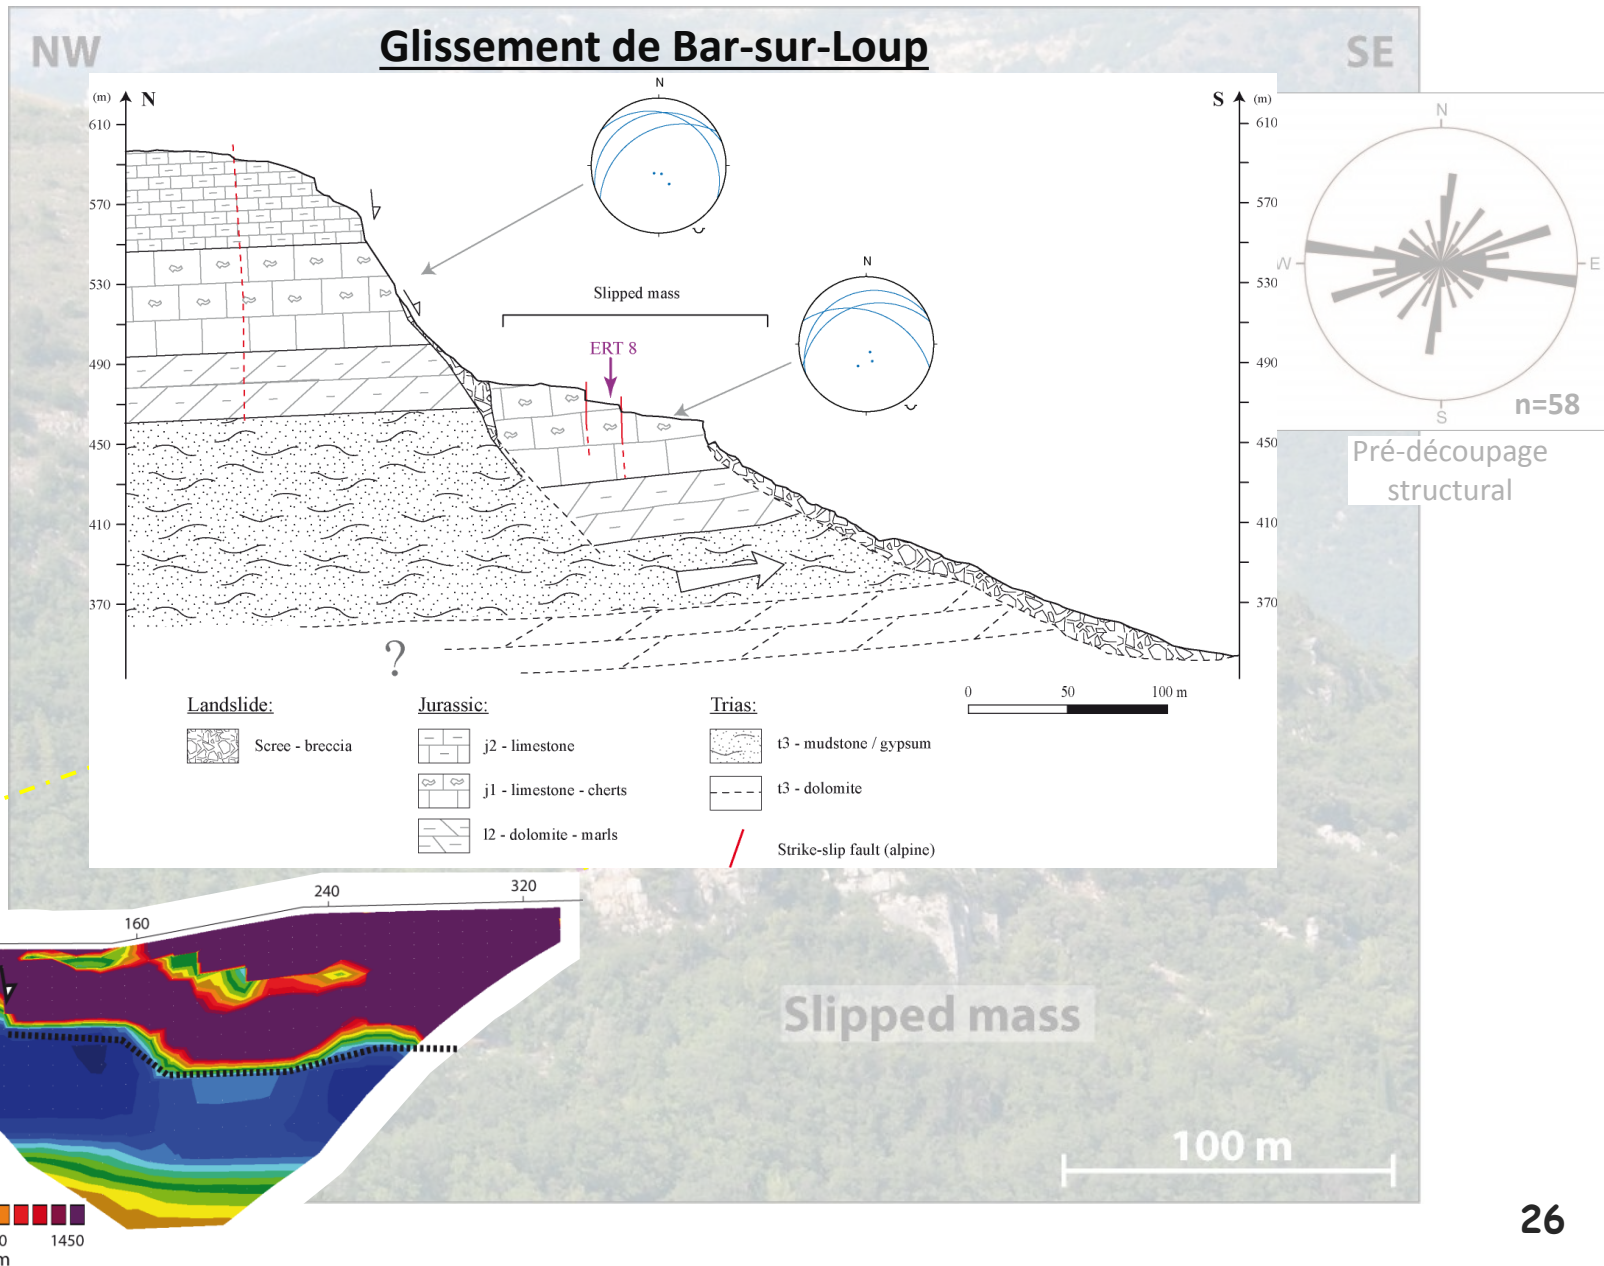 Glissement de Bar-sur-Loup
NW
SE
(m)
N
S
(m)
610
570
530
490
450
410
370
610
570
530
490
450
410
370
N
N
Slipped mass
ERT 8
?
N
W
E
S
n=58
Pré-découpage
structural
0
50
100 m
Landslide:
Scree - breccia
Jurassic:
j2 - limestone
j1 - limestone - cherts
l2 - dolomite - marls
Trias:
t3 - mudstone / gypsum
t3 - dolomite
Strike-slip fault (alpine)
160
240
320
Slipped mass
100 m
0
1450
m
26